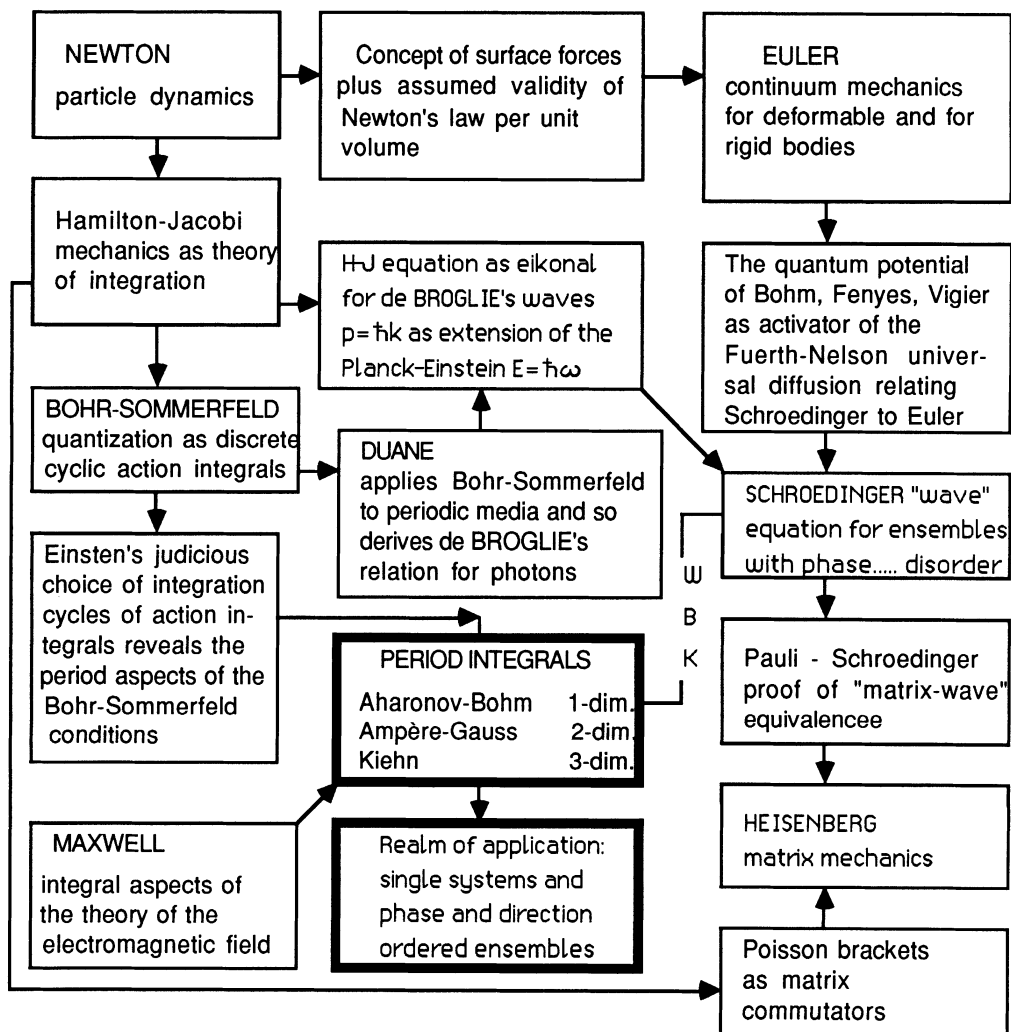 NEWTON
particle dynamics
Concept of surface forces
plus assumed validity of
Newton's law per unit
volume
EULER
continuum mechanics
for deformable and for
rigid bodies
Hamilton-Jacobi
mechanics as theory
of integration
H-J equation as eikonal
for de BROGLIE's waves
p=ħk as extension of the
Planck-Einstein E=ħω
The quantum potential
of Bohm, Fenyes, Vigier
as activator of the
Fuerth-Nelson univer-
sal diffusion relating
Schroedinger to Euler
BOHR-SOMMERFELD
quantization as discrete
cyclic action integrals
DUANE
applies Bohr-Sommerfeld
to periodic media and so
derives de BROGLIE's
relation for photons
SCHROEDINGER "wave"
equation for ensembles
with phase..... disorder
Einsten's judicious
choice of integration
cycles of action in-
tegrals reveals the
period aspects of the
Bohr-Sommerfeld
conditions
W
B
K
PERIOD INTEGRALS
Aharonov-Bohm 1-dim.
Ampère-Gauss 2-dim.
Kiehn 3-dim.
Pauli - Schroedinger
proof of "matrix-wave"
equivalencee
MAXWELL
integral aspects of
the theory of the
electromagnetic field
Realm of application:
single systems and
phase and direction
ordered ensembles
HEISENBERG
matrix mechanics
Poisson brackets
as matrix
commutators